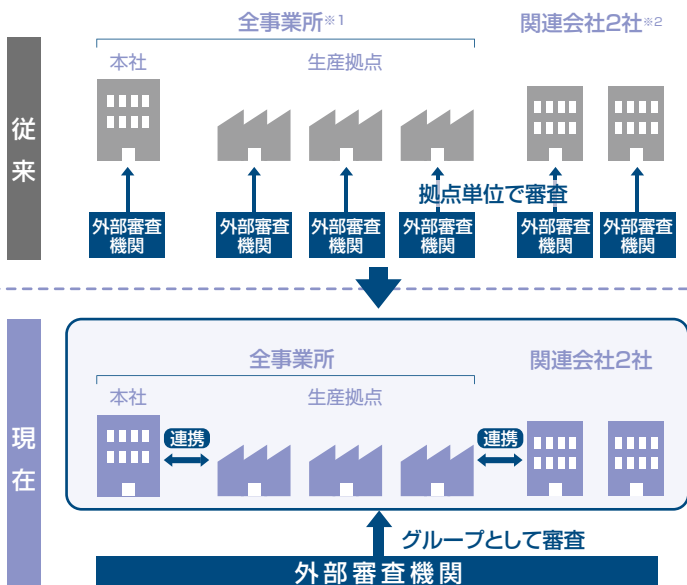 全事業所※1
関連会社2社※2
本社
生産拠点
従来
拠点単位で審査
外部審査
機関
外部審査
機関
外部審査
機関
外部審査
機関
外部審査
機関
外部審査
機関
現在
全事業所
関連会社2社
本社
生産拠点
連携
連携
グループとして審査
外部審査機関